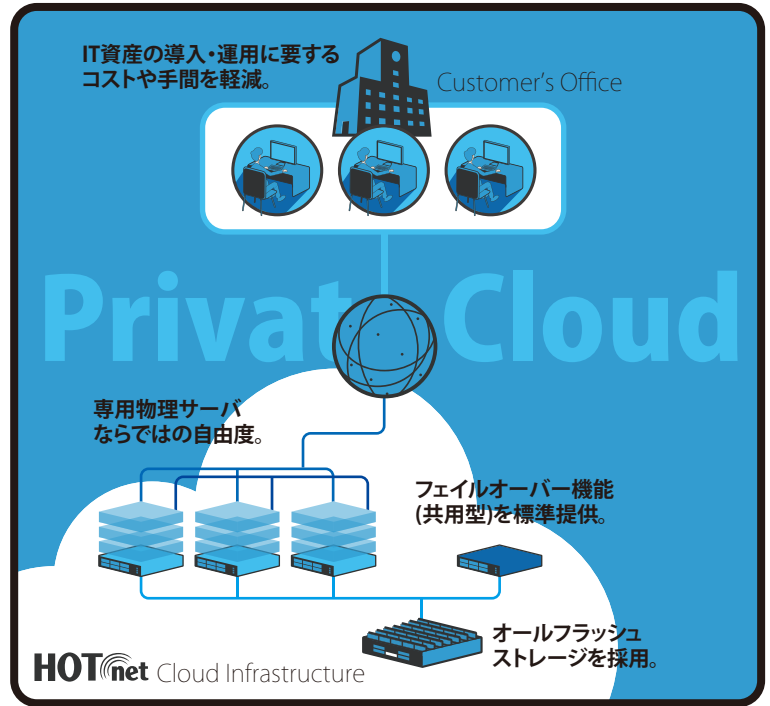 IT資産の導入・運用に要する
コストや手間を軽減。
Customer's Office
Private Cloud
専用物理サーバ
ならではの自由度。
フェイルオーバー機能
(共用型)を標準提供。
オールフラッシュ
ストレージを採用。
HOTnet Cloud Infrastructure